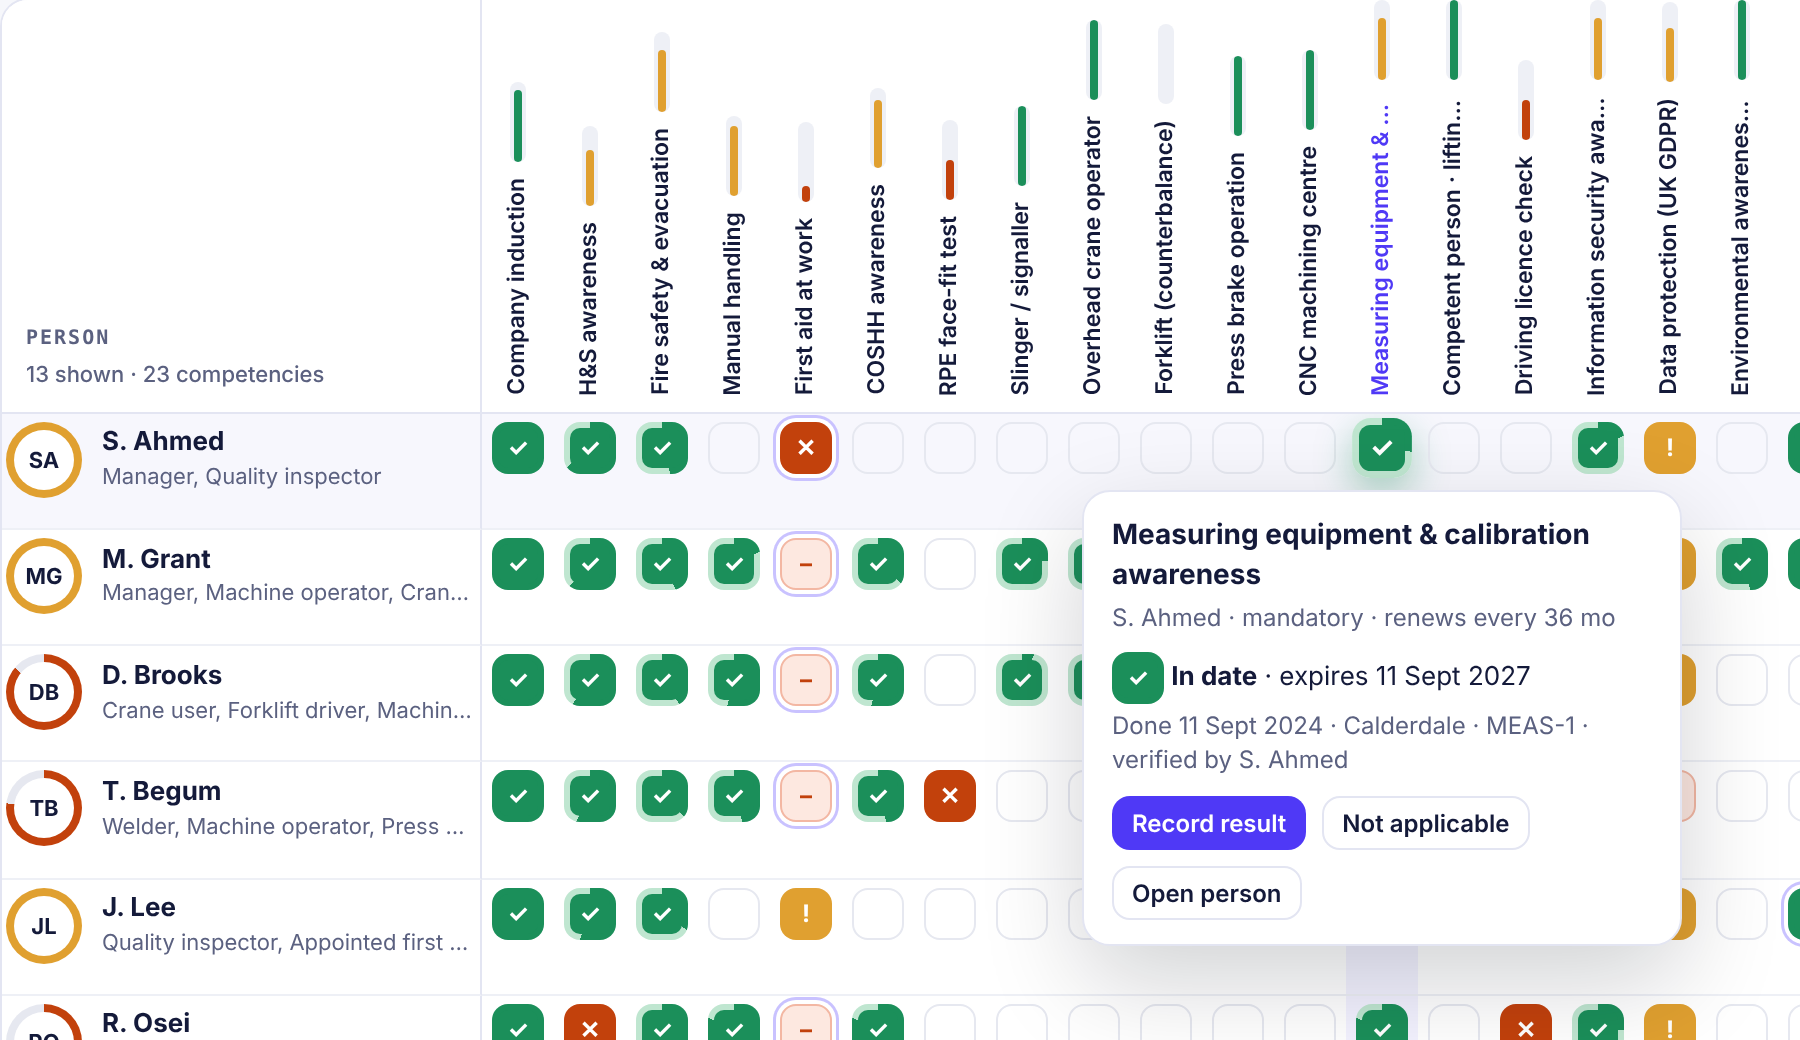 Company induction
H&S awareness
Fire safety & evacuation
Manual handling
First aid at work
COSHH awareness
RPE face-fit test
Slinger / signaller
Overhead crane operator
Forklift (counterbalance)
Press brake operation
CNC machining centre
Measuring equipment & ...
Competent person · liftin...
Driving licence check
Information security awa...
Data protection (UK GDPR)
Environmental awarenes...
PERSON
13 shown · 23 competencies
SA
S. Ahmed
Manager, Quality inspector
MG
M. Grant
Manager, Machine operator, Cran...
DB
D. Brooks
Crane user, Forklift driver, Machin...
TB
T. Begum
Welder, Machine operator, Press ...
JL
J. Lee
Quality inspector, Appointed first ...
R. Osei
Measuring equipment & calibration
awareness
S. Ahmed · mandatory · renews every 36 mo
In date · expires 11 Sept 2027
Done 11 Sept 2024 · Calderdale · MEAS-1 ·
verified by S. Ahmed
Record result
Not applicable
Open person